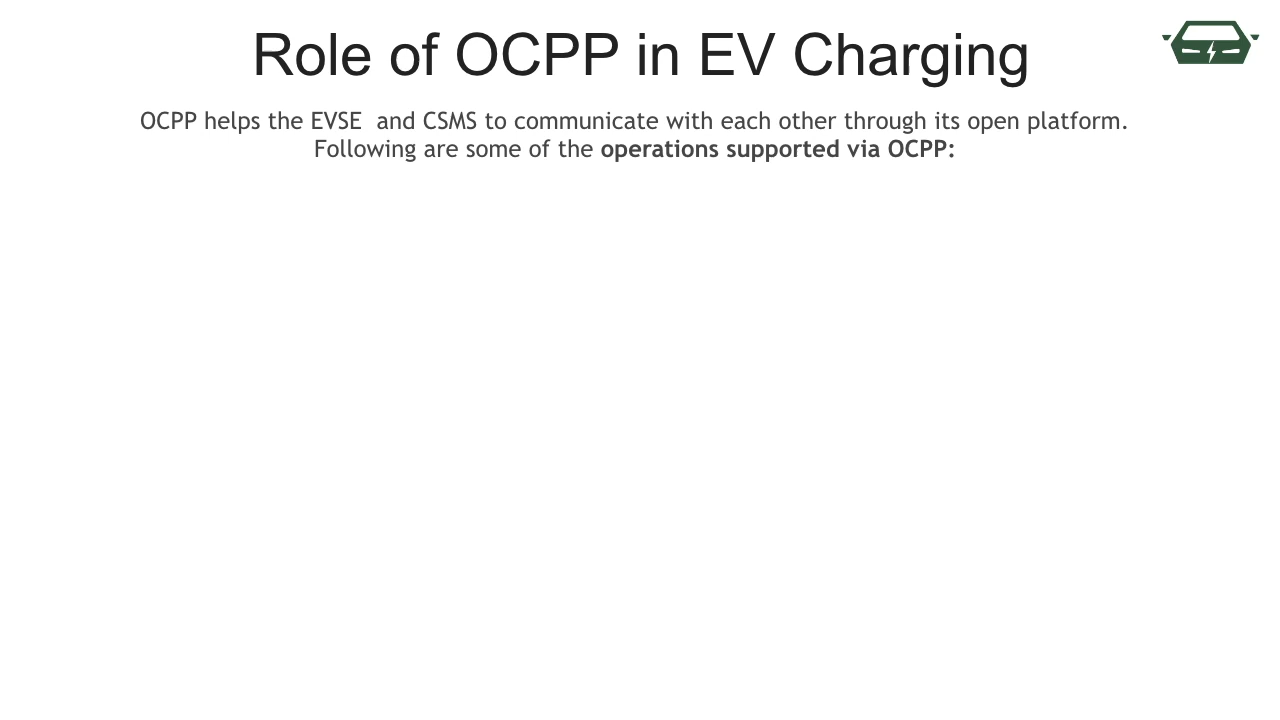 Role of OCPP in EV Charging
OCPP helps the EVSE  and CSMS to communicate with each other through its open platform.
Following are some of the operations supported via OCPP: